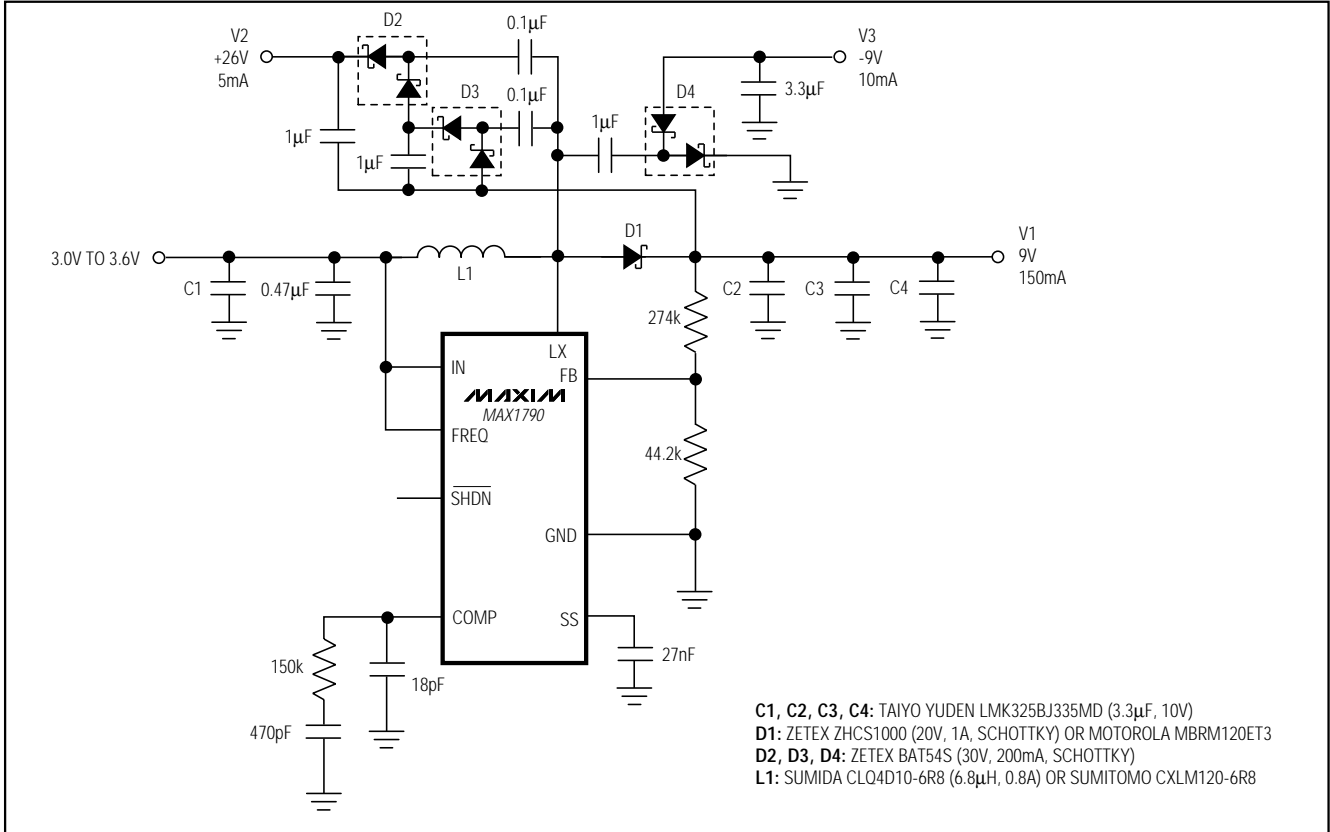 D2
0.1μF
V2
+26V
5mA
V3
-9V
10mA
D3
0.1μF
D4
3.3μF
1μF
1μF
1μF
3.0V TO 3.6V
D1
V1
9V
150mA
C1
0.47μF
L1
C2
C3
C4
274k
LX
IN
FB
MAXIM
MAX1790
FREQ
44.2k
SHDN
GND
COMP
SS
150k
18pF
27nF
470pF
C1, C2, C3, C4: TAIYO YUDEN LMK325BJ335MD (3.3μF, 10V)
D1: ZETEX ZHCS1000 (20V, 1A, SCHOTTKY) OR MOTOROLA MBRM120ET3
D2, D3, D4: ZETEX BAT54S (30V, 200mA, SCHOTTKY)
L1: SUMIDA CLQ4D10-6R8 (6.8μH, 0.8A) OR SUMITOMO CXLM120-6R8